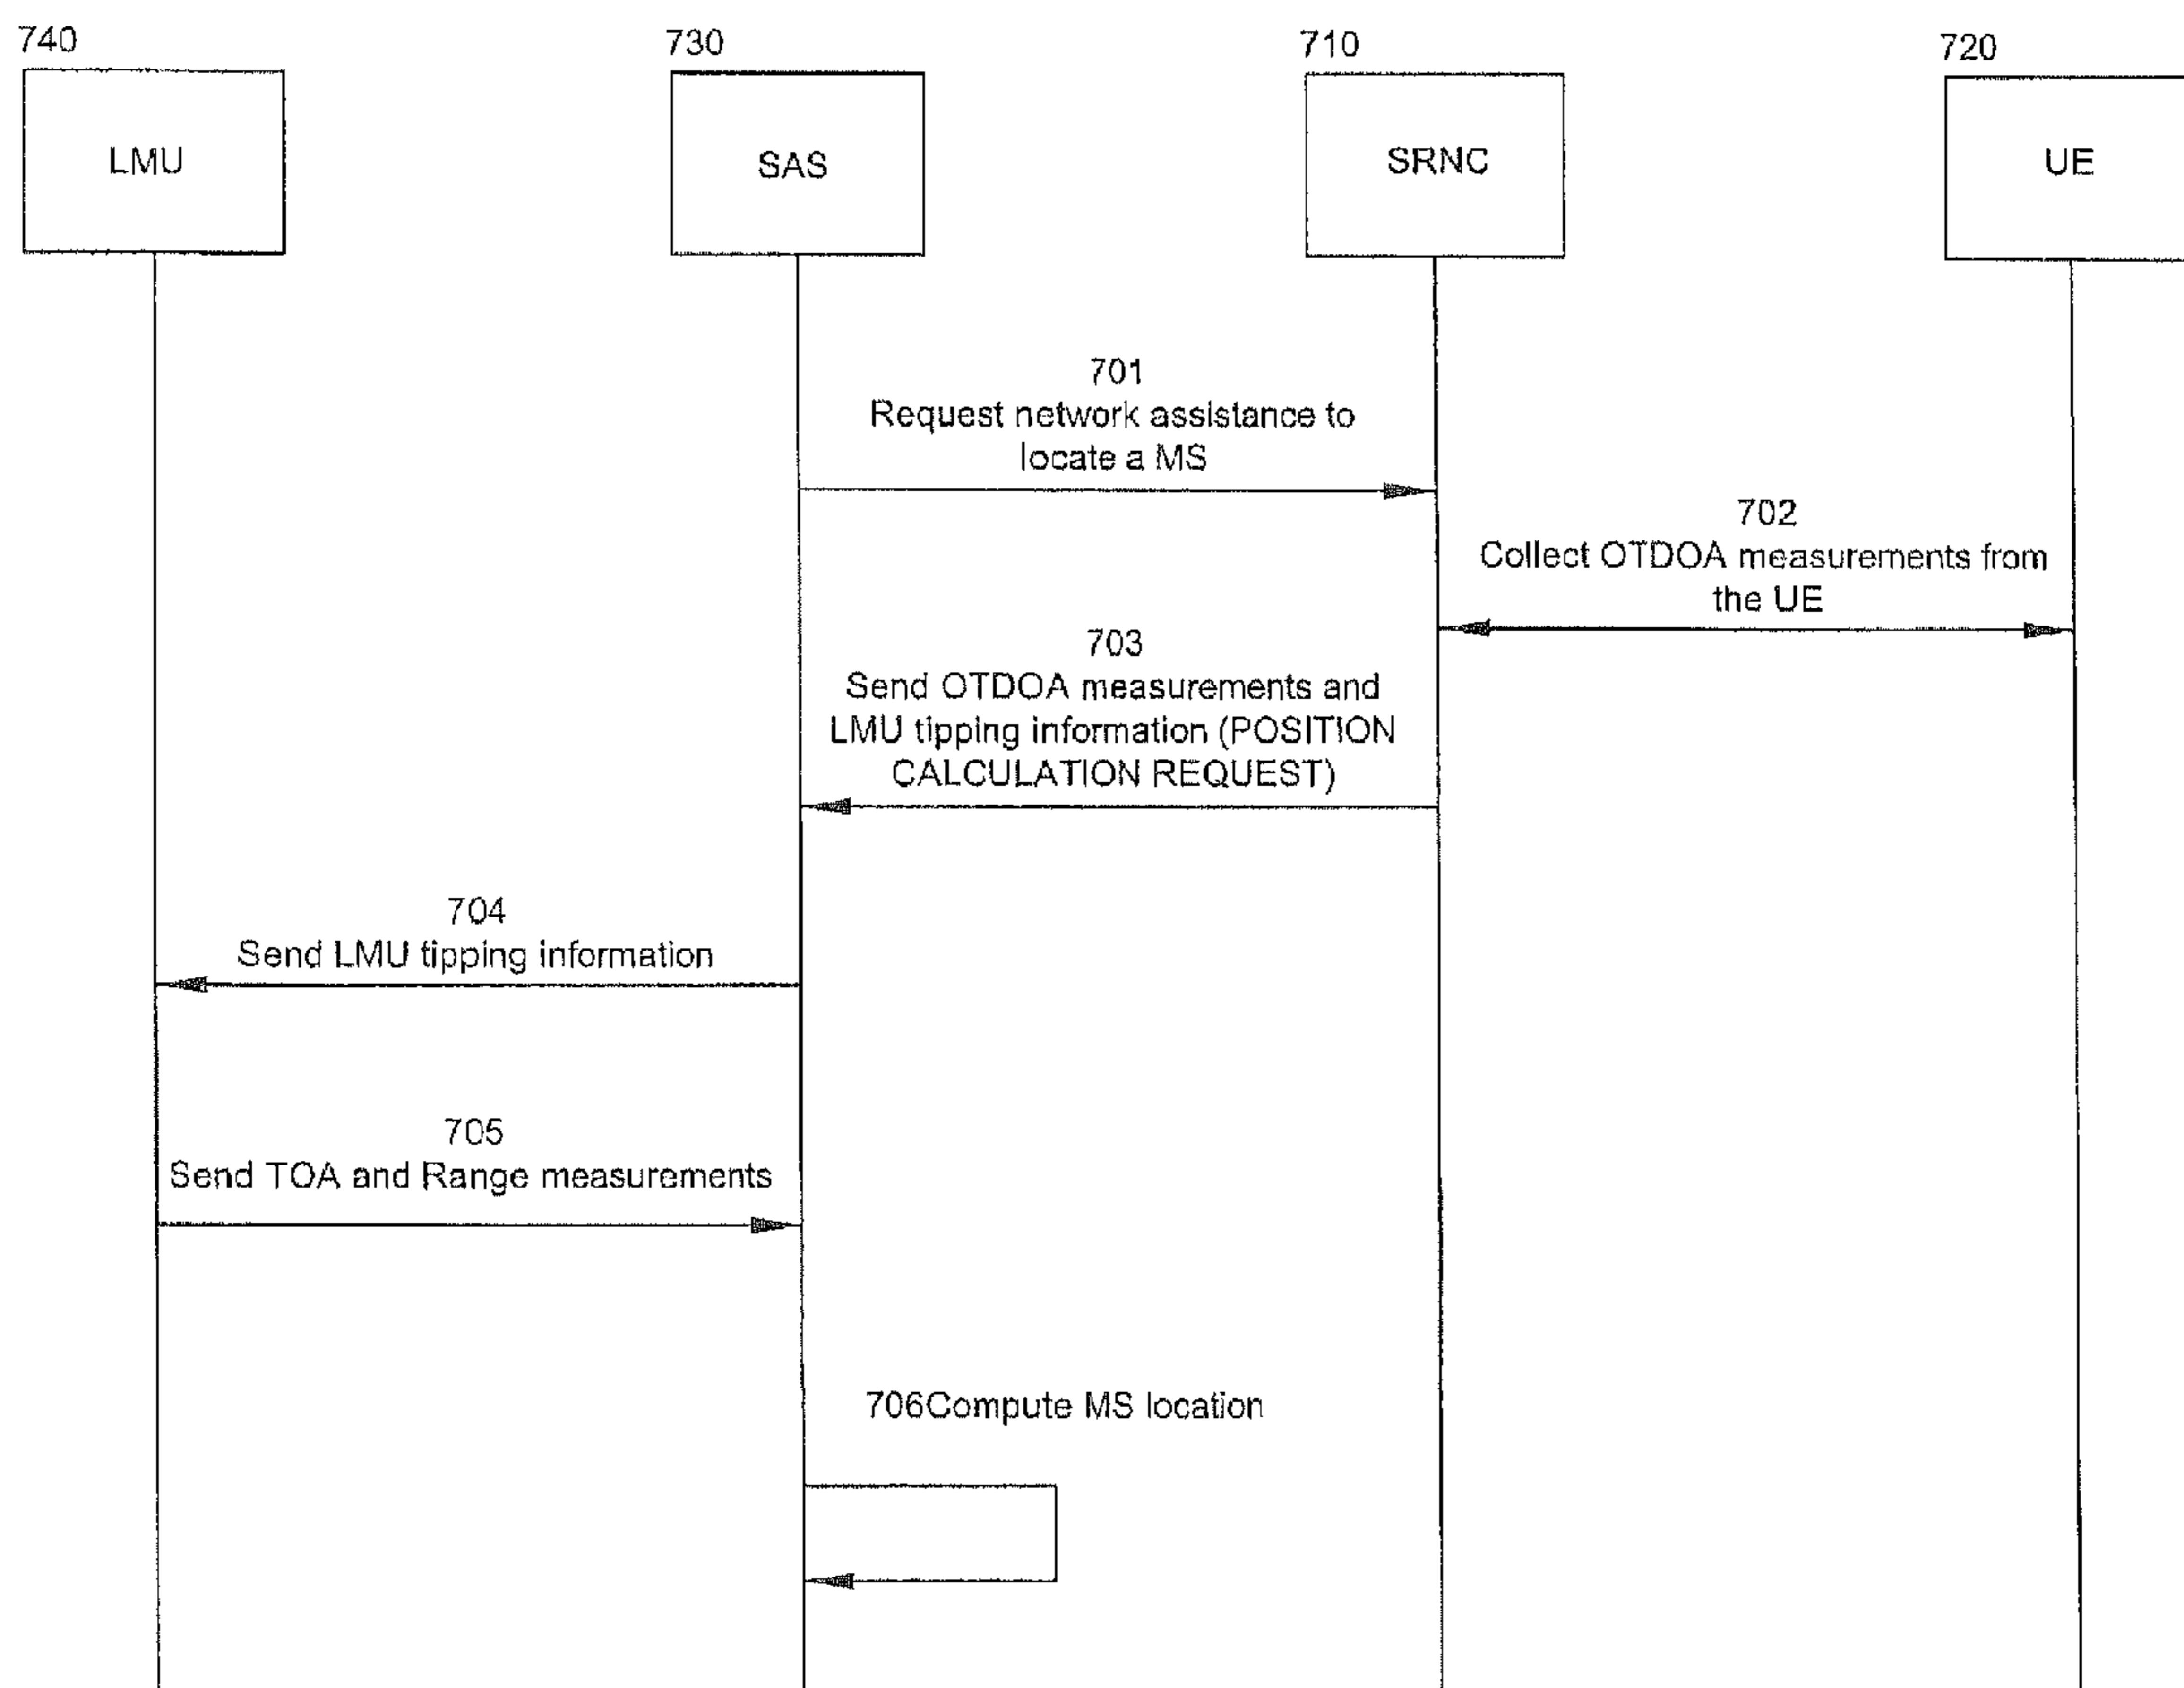 740
730
710
720
LMU
SAS
SRNC
UE
701
Request network assistance to
locate a MS
702
Collect OTDOA measurements from
the UE
703
Send OTDOA measurements and
LMU tipping information (POSITION
CALCULATION REQUEST)
704
Send LMU tipping information
705
Send TOA and Range measurements
706Compute MS location